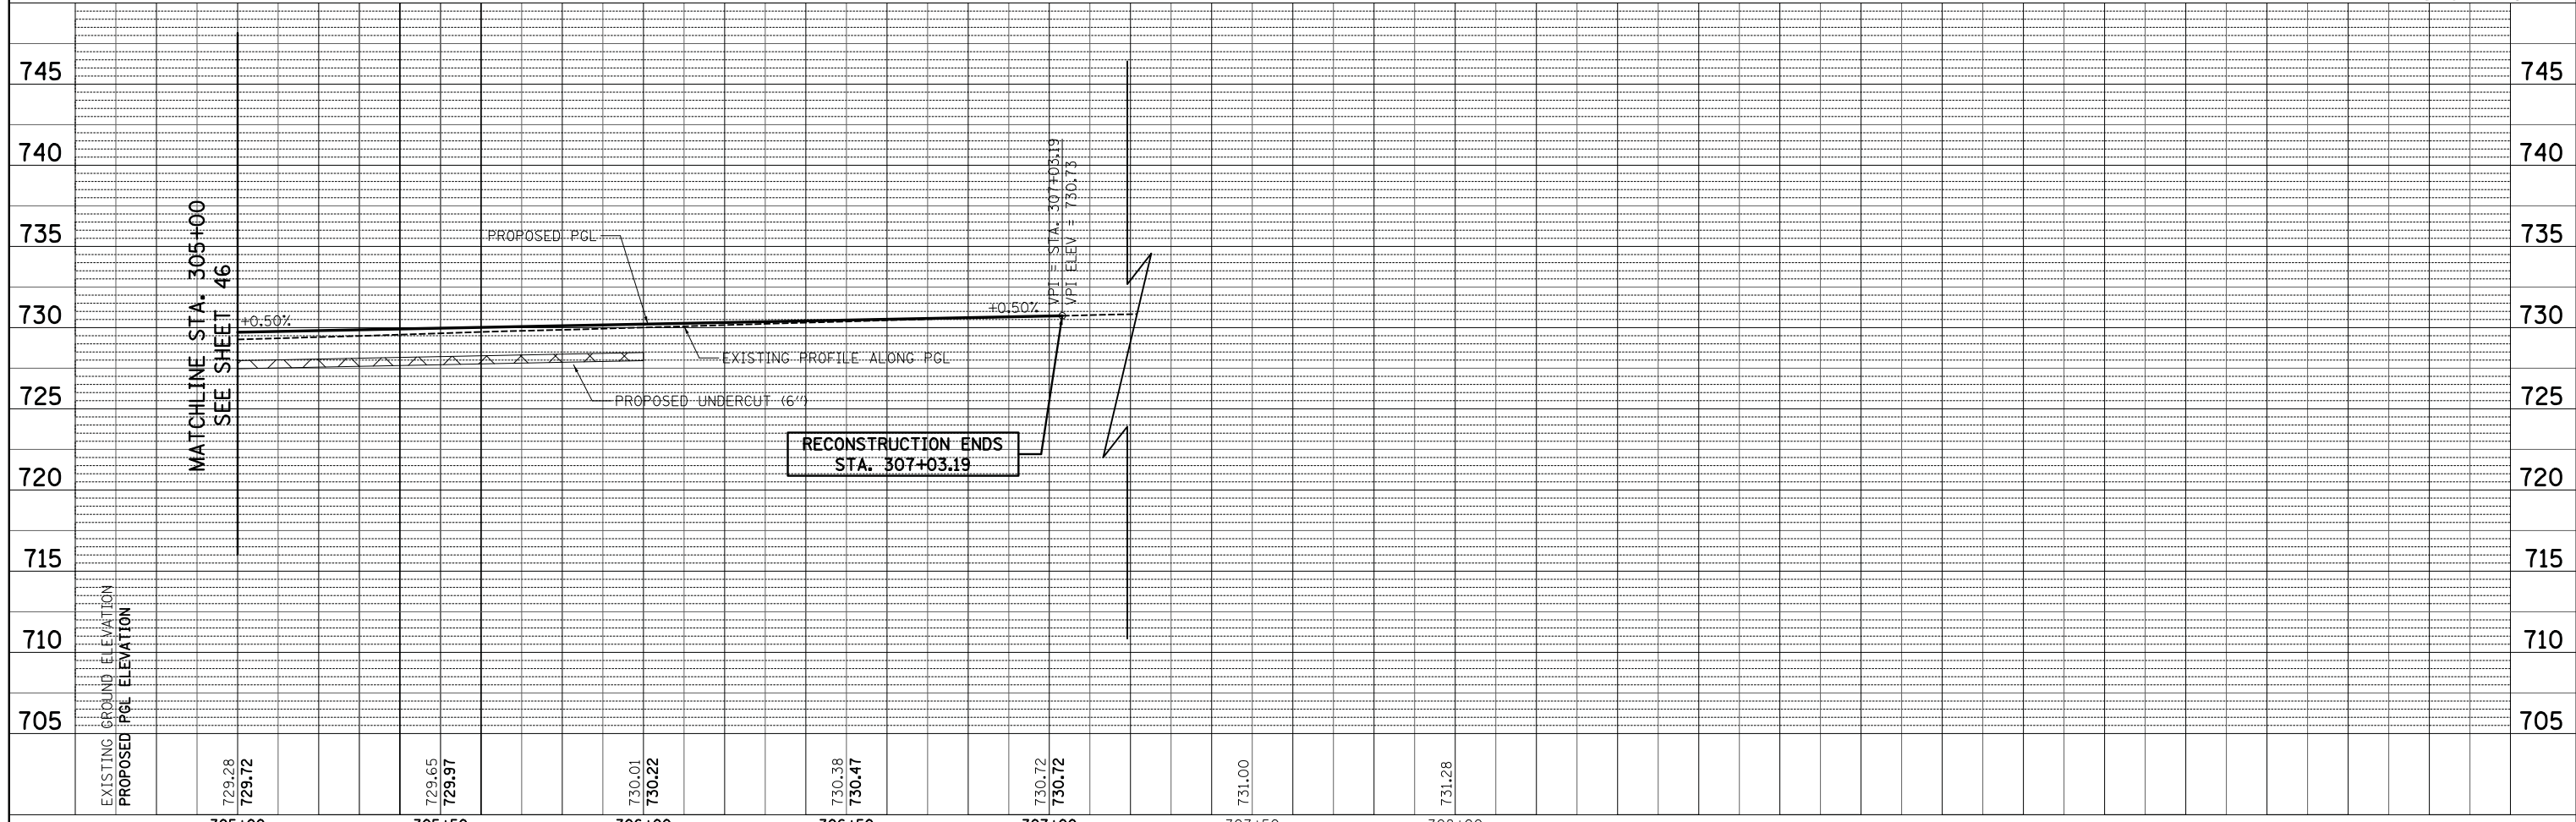 745
745
740
740
735
735
730
730
725
725
720
720
715
715
710
710
705
705
MATCHLINE STA. 305+00
SEE SHEET 46
+0.50%
PROPOSED PGL
EXISTING PROFILE ALONG PGL
PROPOSED UNDERCUT (6'')
+0.50%
VPI = STA. 307+03.19
VPI ELEV = 730.73
RECONSTRUCTION ENDS
STA. 307+03.19
EXISTING GROUND ELEVATION
PROPOSED PGL ELEVATION
729.28
729.72
729.65
729.97
730.01
730.22
730.38
730.47
730.72
730.72
731.00
731.28